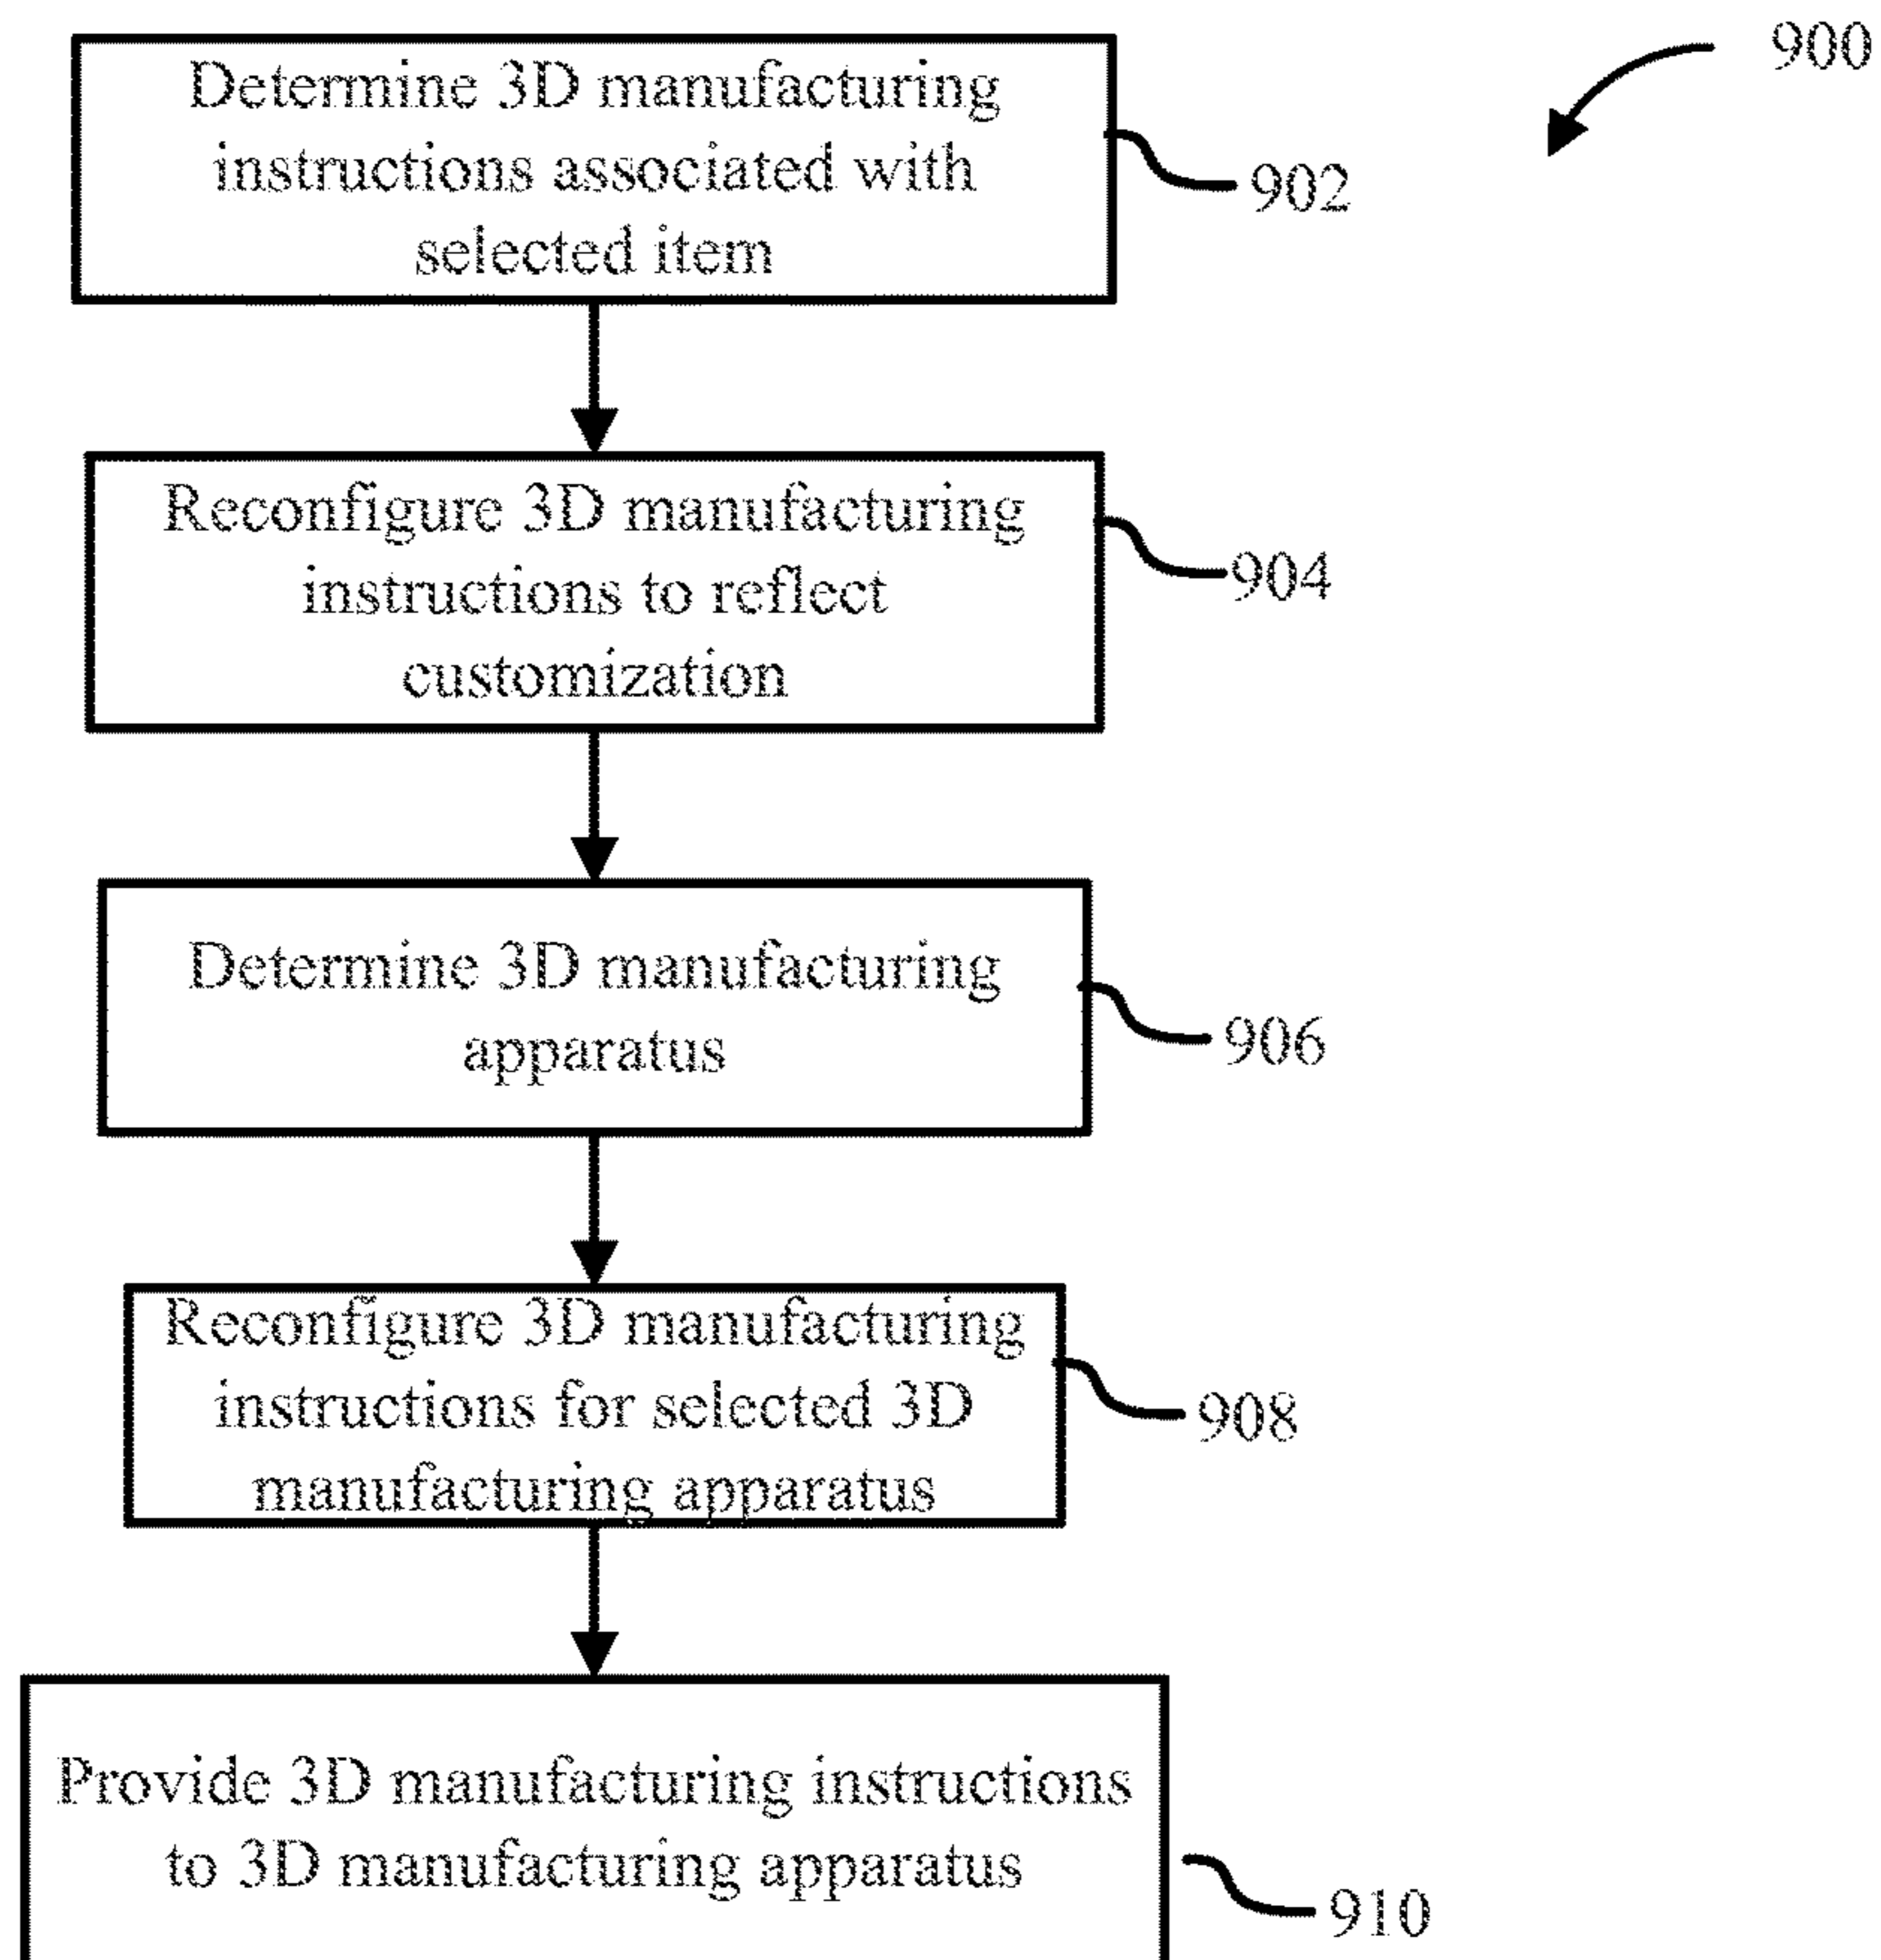 900
Determine 3D manufacturing
instructions associated with
selected item
902
Reconfigure 3D manufacturing
instructions to reflect
customization
904
Determine 3D manufacturing
apparatus
906
Reconfigure 3D manufacturing
instructions for selected 3D
manufacturing apparatus
908
Provide 3D manufacturing instructions
to 3D manufacturing apparatus
910